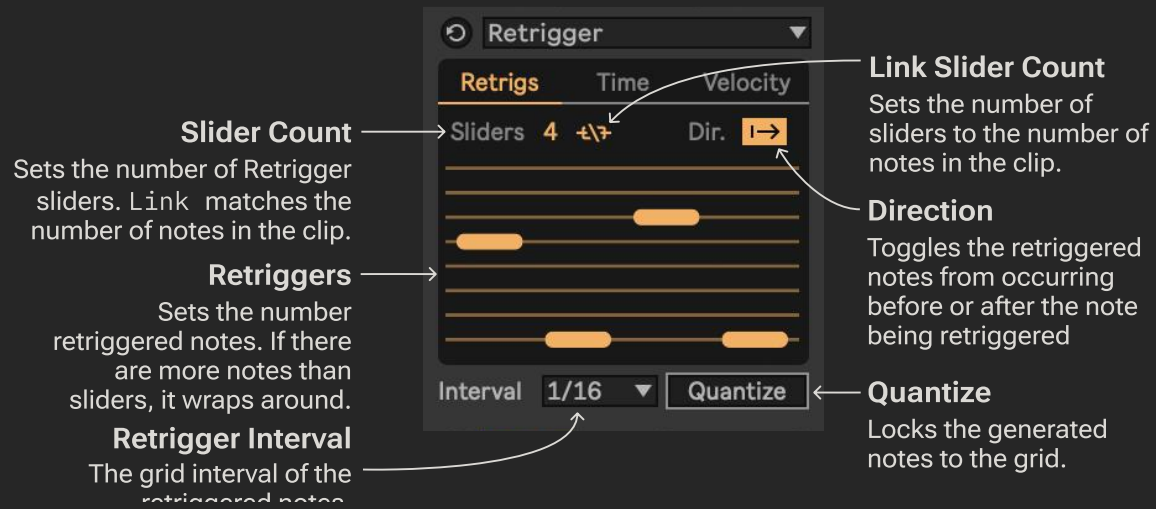 Retrigger
Retrigs Time Velocity
Sliders 4 Dir.
Interval 1/16 Quantize
Slider Count
Sets the number of Retrigger
sliders. Link matches the
number of notes in the clip.
Retriggers
Sets the number
retriggered notes. If there
are more notes than
sliders, it wraps around.
Retrigger Interval
The grid interval of the
retriggered notes.
Link Slider Count
Sets the number of
sliders to the number of
notes in the clip.
Direction
Toggles the retriggered
notes from occurring
before or after the note
being retriggered
Quantize
Locks the generated
notes to the grid.